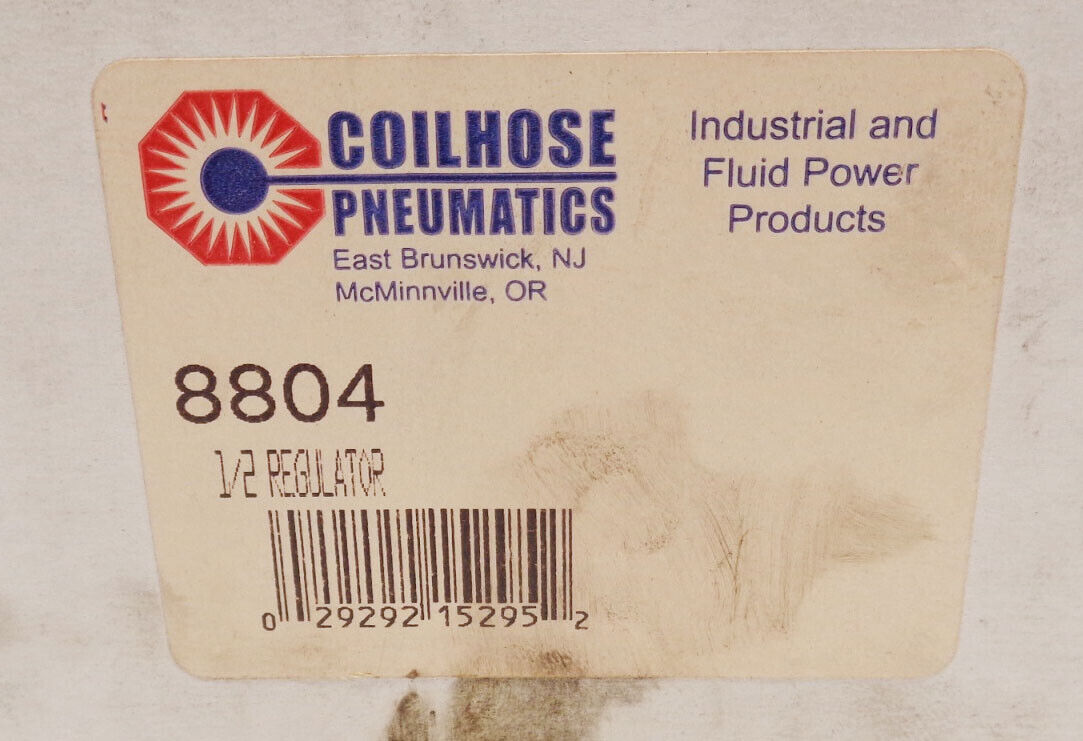 COILHOSE
PNEUMATICS
East Brunswick, NJ
McMinnville, OR
Industrial and
Fluid Power
Products
8804
1/2 REGULATOR
0 29292 15295 2